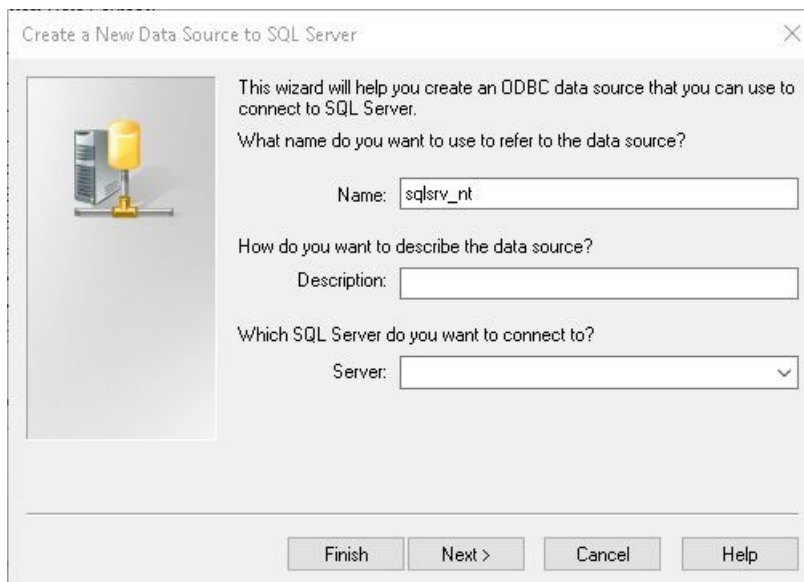 Create a New Data Source to SQL Server
This wizard will help you create an ODBC data source that you can use to
connect to SQL Server.
What name do you want to use to refer to the data source?
Name: sqlsrv_nt
How do you want to describe the data source?
Description:
Which SQL Server do you want to connect to?
Server:
Finish Next > Cancel Help